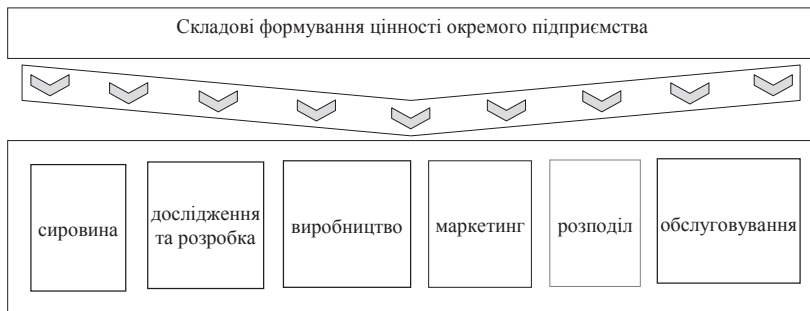 Складові формування цінності окремого підприємства
сировина
дослідження
та розробка
виробництво
маркетинг
розподіл
обслуговування